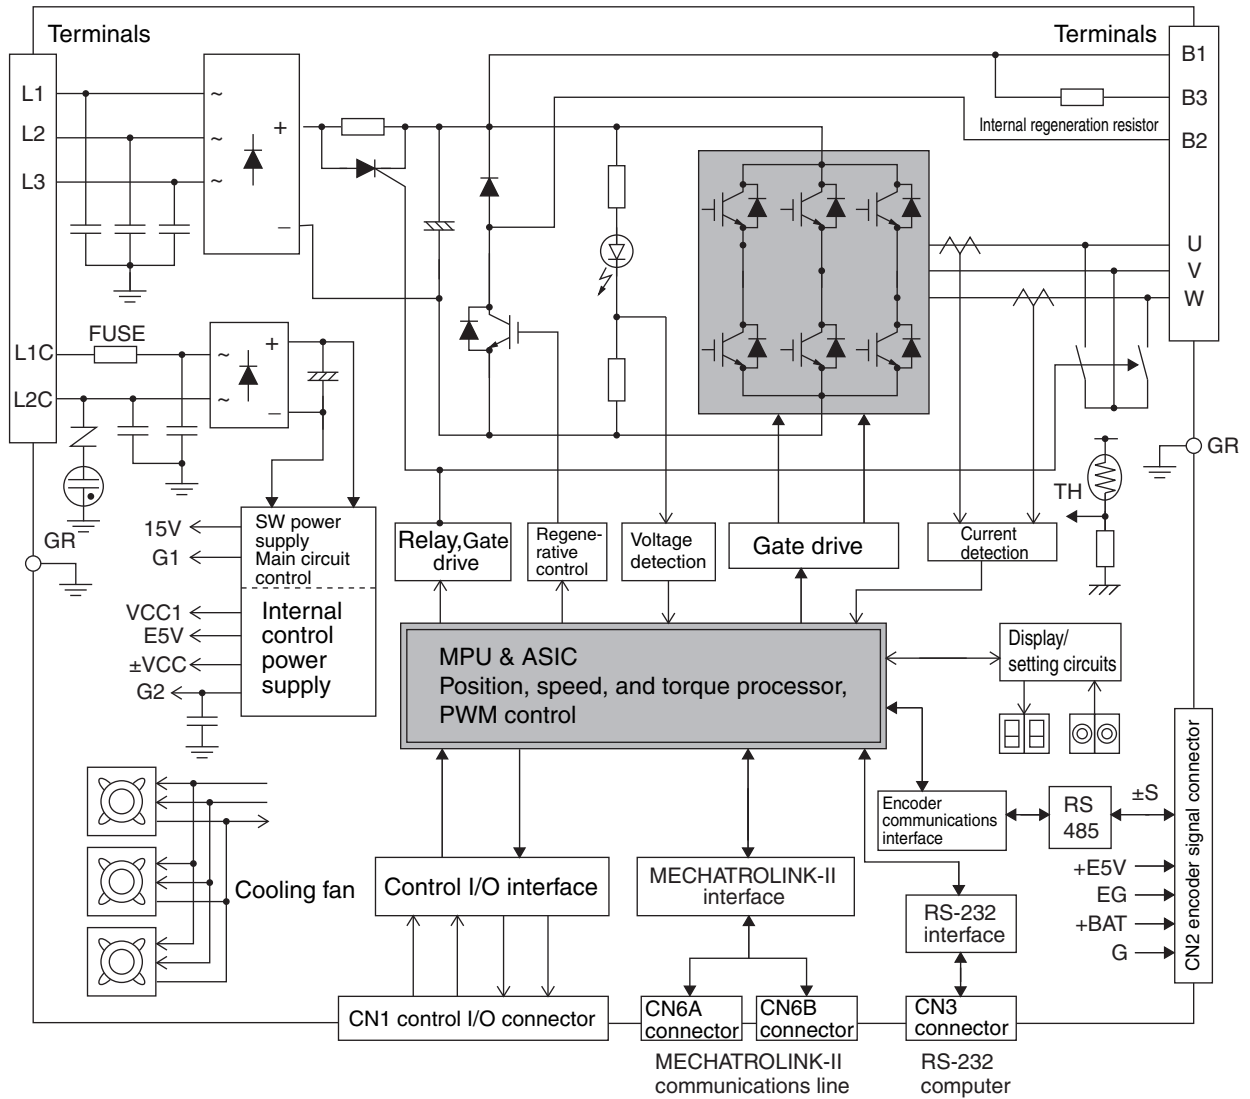 Terminals
Terminals
L1
L2
L3
~
~
~
+
−
B1
B3
Internal regeneration resistor
B2
U
V
W
FUSE
L1C
L2C
~
~
+
−
GR
TH
GR
15V
G1
VCC1
E5V
±VCC
G2
SW power
supply
Main circuit
control
Internal
control
power
supply
Relay,Gate
drive
Regene-
rative
control
Voltage
detection
Gate drive
Current
detection
MPU & ASIC
Position, speed, and torque processor,
PWM control
Display/
setting circuits
Encoder
communications
interface
RS
485
±S
+E5V
EG
+BAT
G
CN2 encoder signal connector
Cooling fan
Control I/O interface
MECHATROLINK-II
interface
RS-232
interface
CN1 control I/O connector
CN6A
connector
CN6B
connector
CN3
connector
MECHATROLINK-II
communications line
RS-232
computer